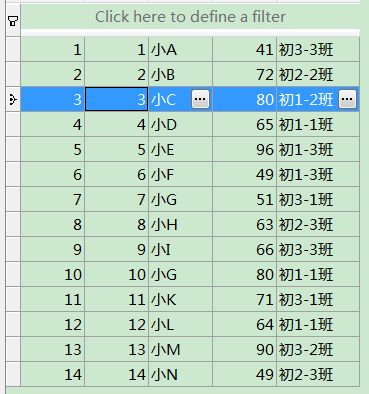 Click here to define a filter
1 1 小A 41 初3-3班
2 2 小B 72 初2-2班
3 3 小C ... 80 初1-2班 ...
4 4 小D 65 初1-1班
5 5 小E 96 初1-3班
6 6 小F 49 初1-3班
7 7 小G 51 初3-1班
8 8 小H 63 初2-3班
9 9 小I 66 初3-3班
10 10 小G 80 初1-1班
11 11 小K 71 初3-1班
12 12 小L 64 初1-1班
13 13 小M 90 初3-2班
14 14 小N 49 初2-3班